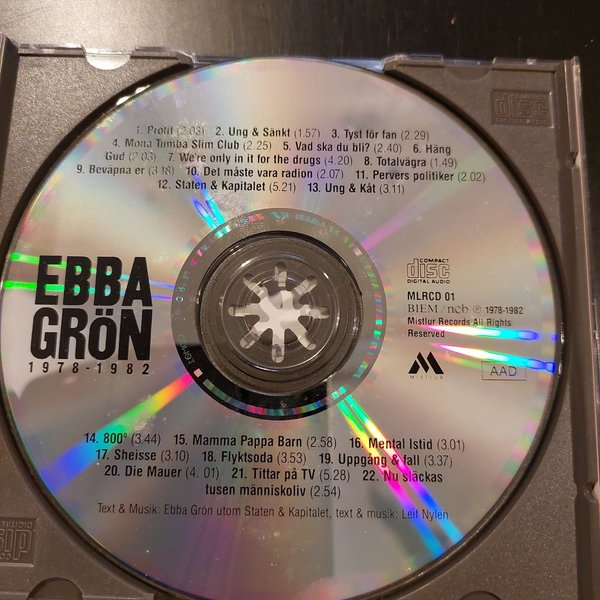 1. Profit (2.03) 2. Ung & Sänkt (1.57) 3. Tyst för fan (2.29)
4. Mona Tumba Slim Club (2.25) 5. Vad ska du bli? (2.40) 6. Häng
Gud (2.03) 7. We're only in it for the drugs (4.20) 8. Totalvägra (1.49)
9. Beväpna er (3.18) 10. Det måste vara radion (2.07) 11. Pervers politiker (2.02)
12. Staten & Kapitalet (5.21) 13. Ung & Kåt (3.11)
EBBA
GRÖN
1978-1982
COMPACT
disc
DIGITAL AUDIO
MLRCD 01
BIEM/ncb ℗ 1978-1982
Mistlur Records All Rights
Reserved
MISTLUR
AAD
14. 800° (3.44) 15. Mamma Pappa Barn (2.58) 16. Mental Istid (3.01)
17. Sheisse (3.10) 18. Flyktsoda (3.53) 19. Uppgång & fall (3.37)
20. Die Mauer (4. 01) 21. Tittar på TV (5.28) 22. Nu släckas
tusen människoliv (2.54)
Text & Musik: Ebba Grön utom Staten & Kapitalet, text & musik: Leif Nylén
COMPACT
disc
DIGITAL AUDIO
disc
DIGITAL